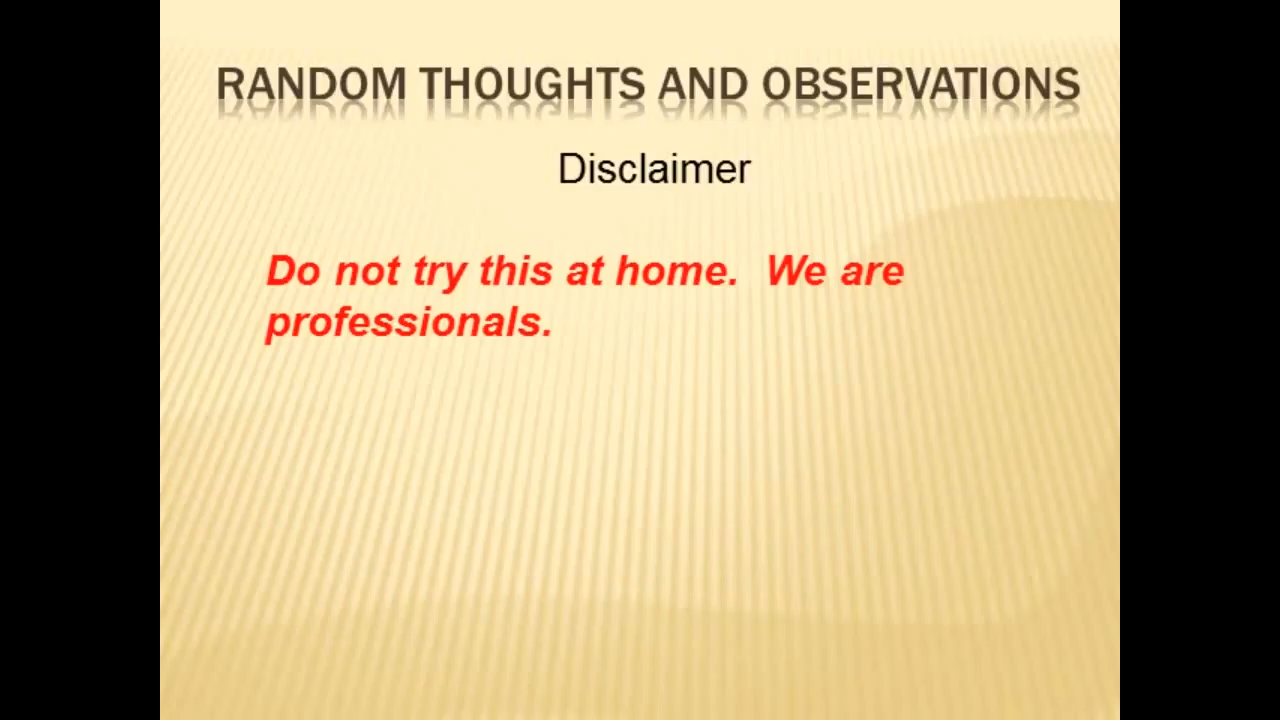 RANDOM THOUGHTS AND OBSERVATIONS
Disclaimer
Do not try this at home.  We are
professionals.